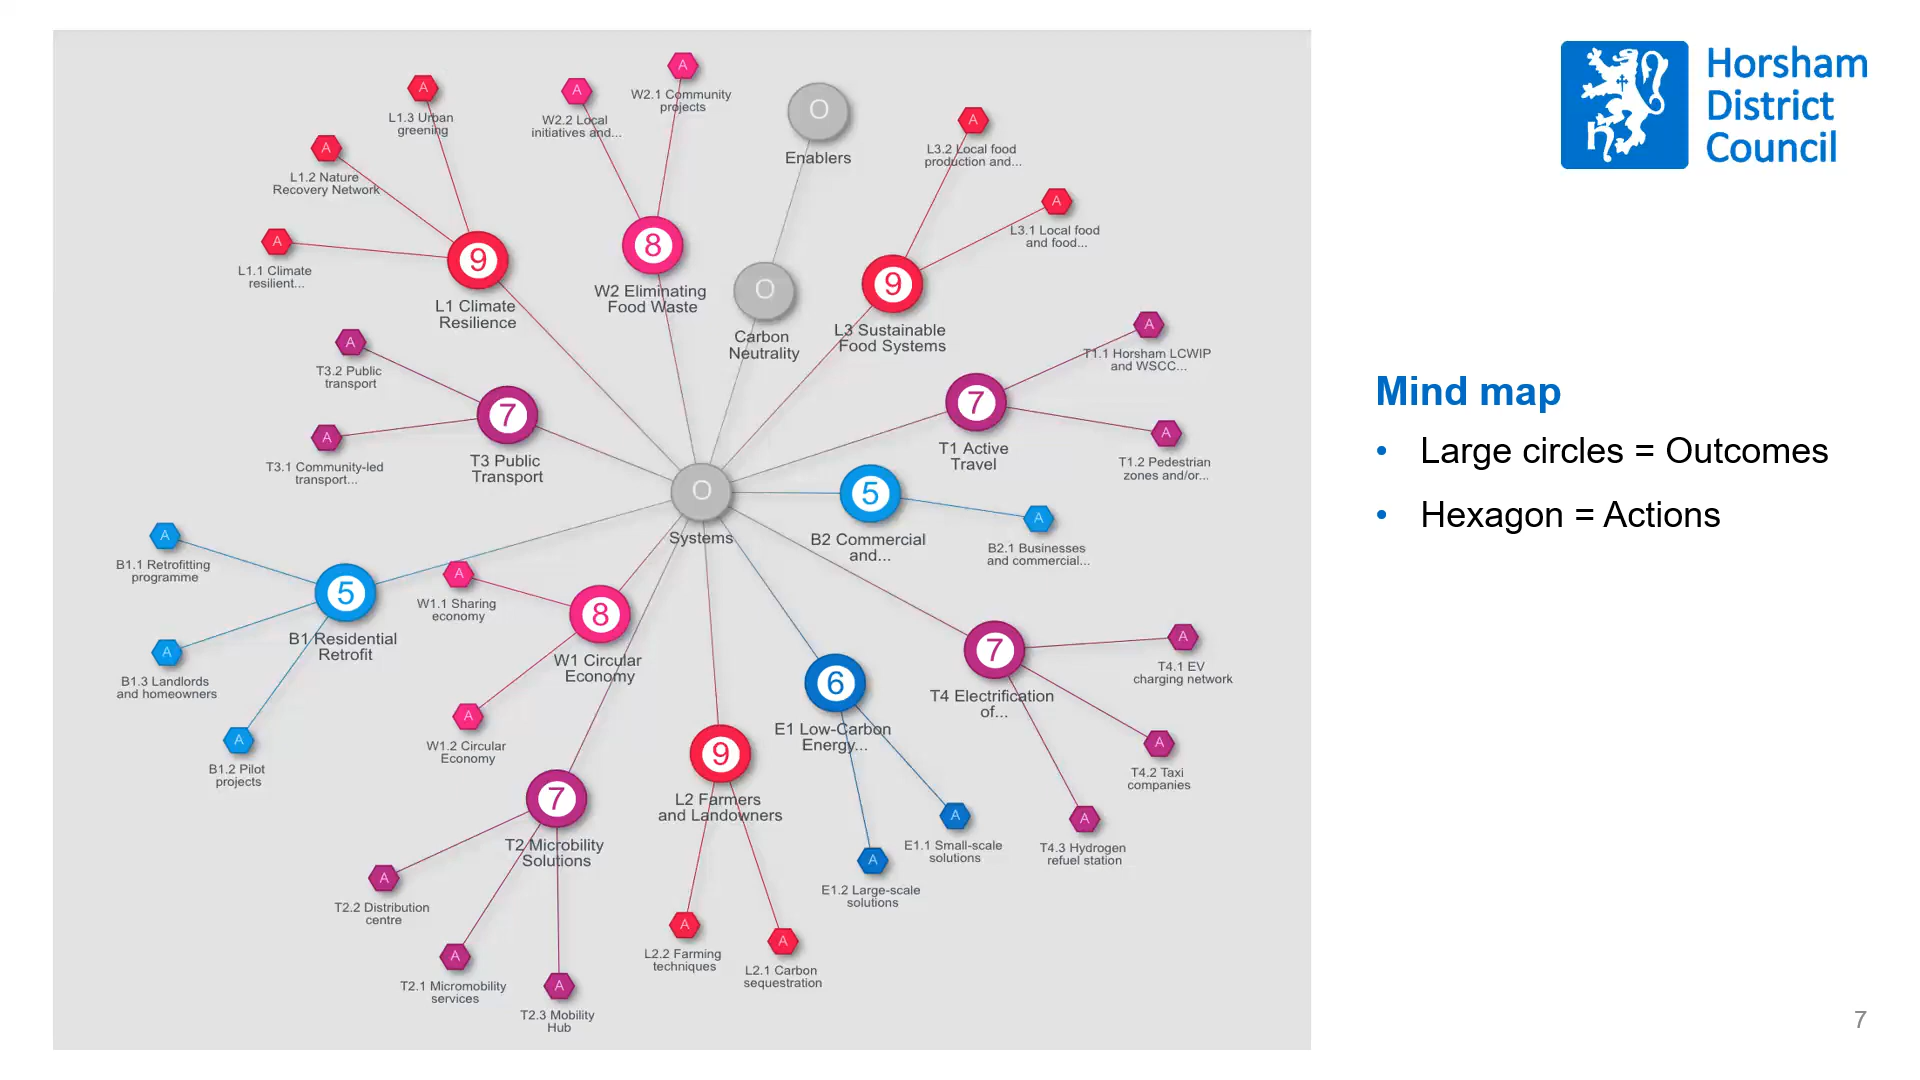 A
W2.1 Community
projects
A
L1.3 Urban
greening
A
W2.2 Local
initiatives and...
O
Enablers
A
L3.2 Local food
production and...
A
L1.2 Nature
Recovery Network
A
L3.1 Local food
and food...
A
L1.1 Climate
resilient...
9
L1 Climate
Resilience
8
W2 Eliminating
Food Waste
O
Carbon
Neutrality
9
L3 Sustainable
Food Systems
A
T3.2 Public
transport
A
T1.1 Horsham LCWIP
and WSCC...
7
T3 Public
Transport
7
T1 Active
Travel
A
T3.1 Community-led
transport...
A
T1.2 Pedestrian
zones and/or...
O
Systems
5
B2 Commercial
and...
A
B2.1 Businesses
and commercial...
A
B1.1 Retrofitting
programme
5
B1 Residential
Retrofit
A
W1.1 Sharing
economy
8
W1 Circular
Economy
A
B1.3 Landlords
and homeowners
A
B1.2 Pilot
projects
A
W1.2 Circular
Economy
6
E1 Low-Carbon
Energy...
7
T4 Electrification
of...
A
T4.1 EV
charging network
A
T4.2 Taxi
companies
A
T4.3 Hydrogen
refuel station
9
L2 Farmers
and Landowners
7
T2 Microbility
Solutions
A
E1.1 Small-scale
solutions
A
E1.2 Large-scale
solutions
A
T2.2 Distribution
centre
A
T2.1 Micromobility
services
A
T2.3 Mobility
Hub
A
L2.2 Farming
techniques
A
L2.1 Carbon
sequestration
Horsham
District
Council
Mind map
• Large circles = Outcomes
• Hexagon = Actions
7